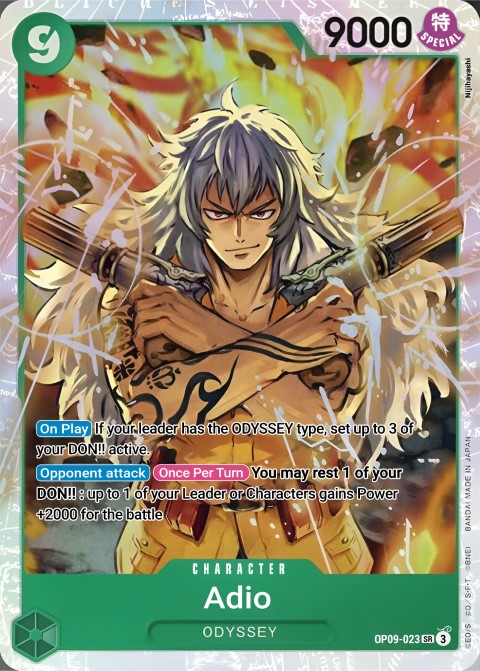 9
9000
特
SPECIAL
Nijihayashi
On Play If your leader has the ODYSSEY type, set up to 3 of
your DON!! active.
Opponent attack Once Per Turn You may rest 1 of your
DON!! : up to 1 of your Leader or Characters gains Power
+2000 for the battle
CHARACTER
Adio
ODYSSEY
OP09-023 SR 3
©E.O/S ©O./S・F・T ©BNEI BANDAI MADE IN JAPAN